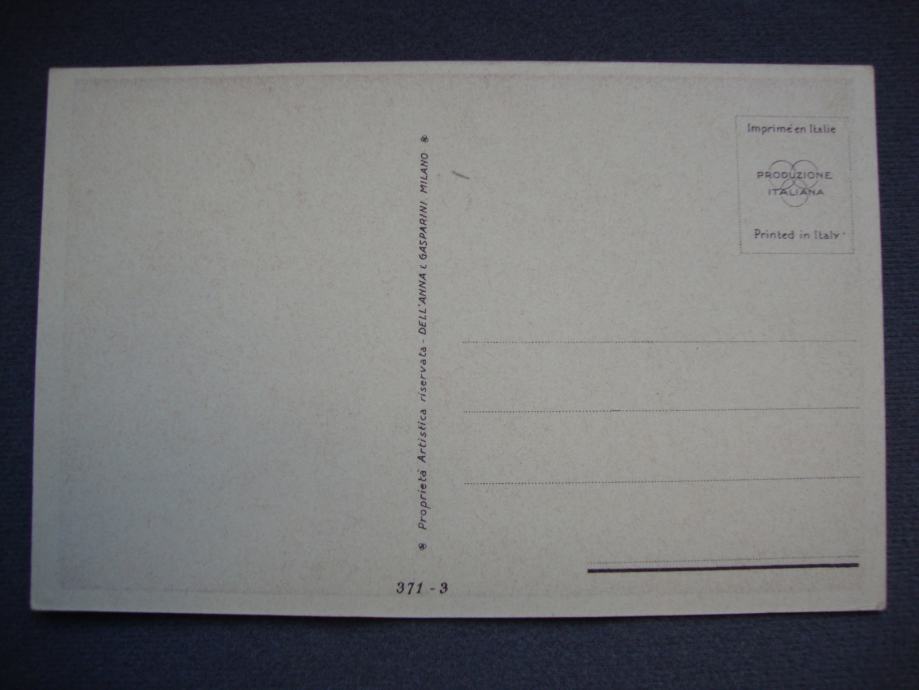 Imprimé en Italie
PRODUZIONE
ITALIANA
Printed in Italy
Proprietà Artistica riservata - DELL'ANNA & GASPARINI MILANO
371 - 3